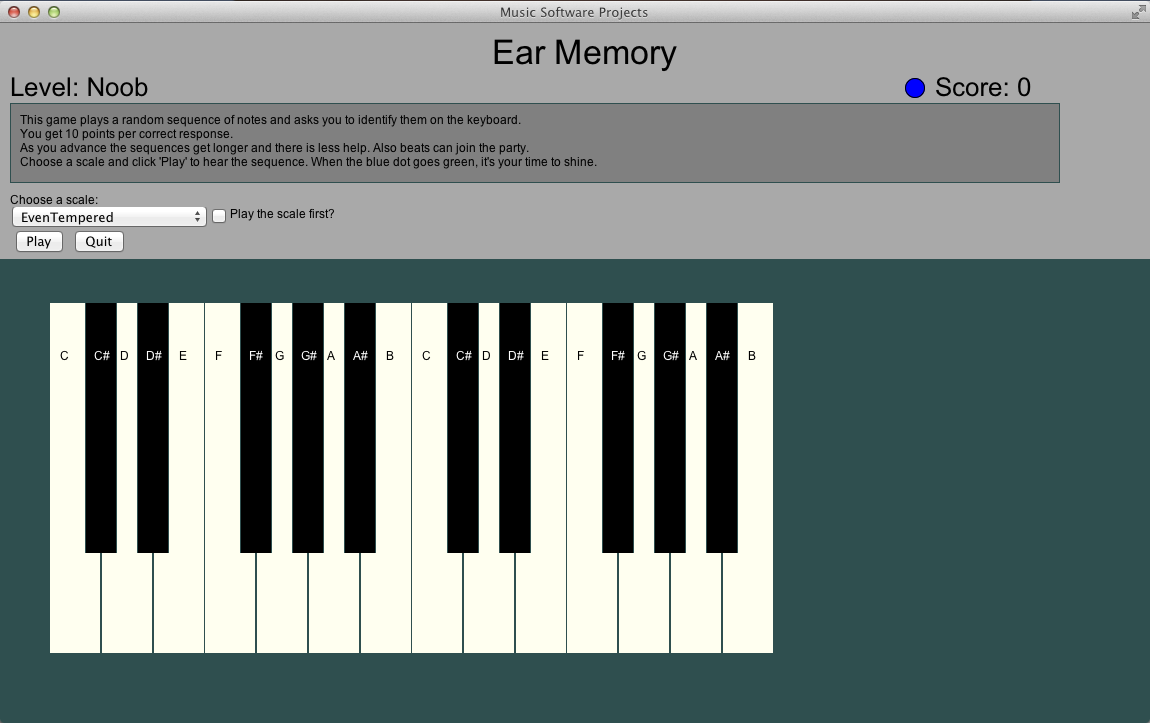 Music Software Projects
Ear Memory
Level: Noob
Score: 0
This game plays a random sequence of notes and asks you to identify them on the keyboard.
You get 10 points per correct response.
As you advance the sequences get longer and there is less help. Also beats can join the party.
Choose a scale and click 'Play' to hear the sequence. When the blue dot goes green, it's your time to shine.
Choose a scale:
EvenTempered
Play the scale first?
Play Quit
C C# D D# E F F# G G# A A# B C C# D D# E F F# G G# A A# B